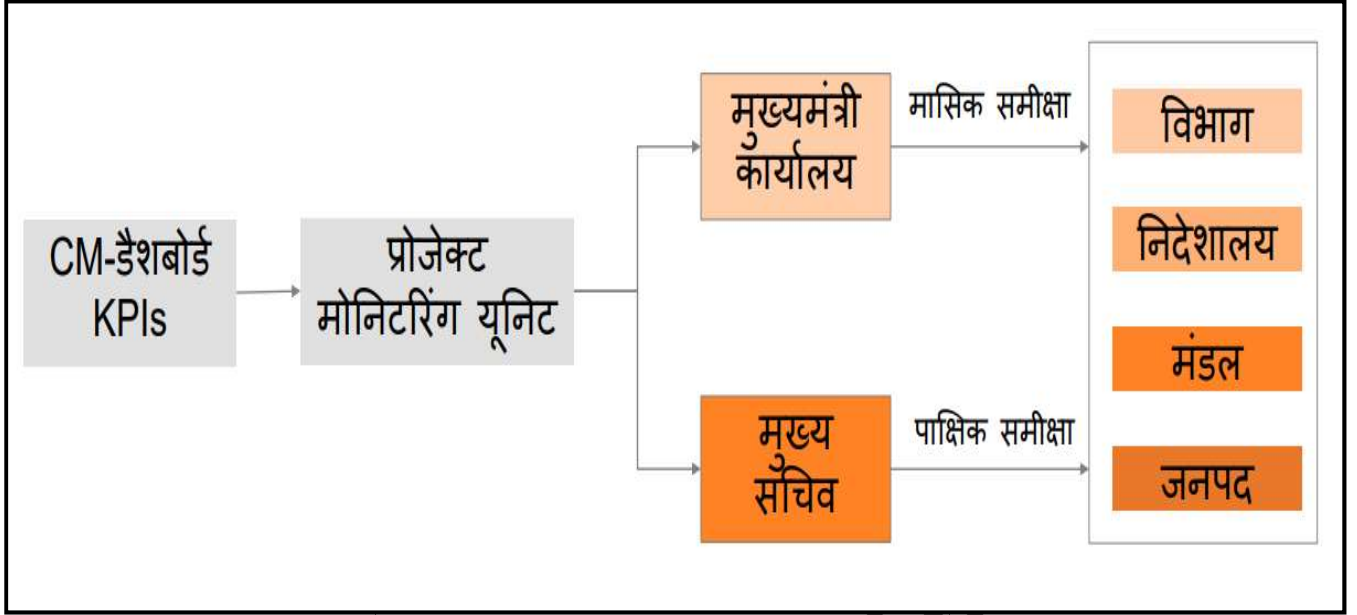 CM-डैशबोर्ड
KPIs
प्रोजेक्ट
मोनिटरिंग यूनिट
मुख्यमंत्री
कार्यालय
मासिक समीक्षा
मुख्य
सचिव
पाक्षिक समीक्षा
विभाग
निदेशालय
मंडल
जनपद